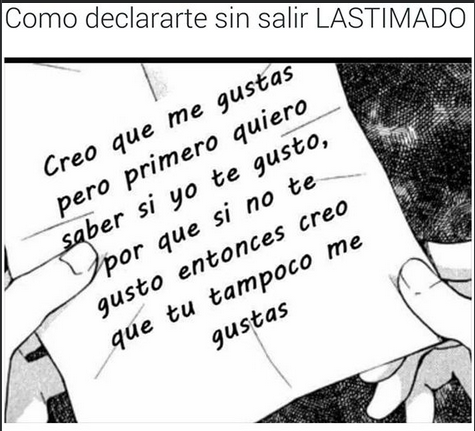 Como declararte sin salir LASTIMADO
Creo que me gustas
pero primero quiero
saber si yo te gusto,
por que si no te
gusto entonces creo
que tu tampoco me
gustas